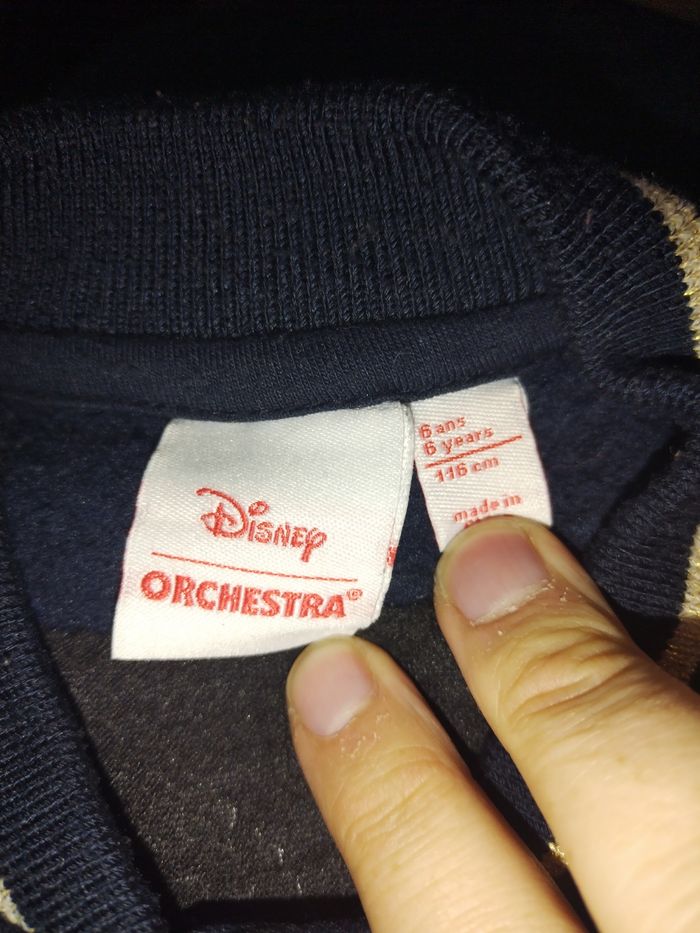 Disney
ORCHESTRA®
6 ans
6 years
116 cm
made in